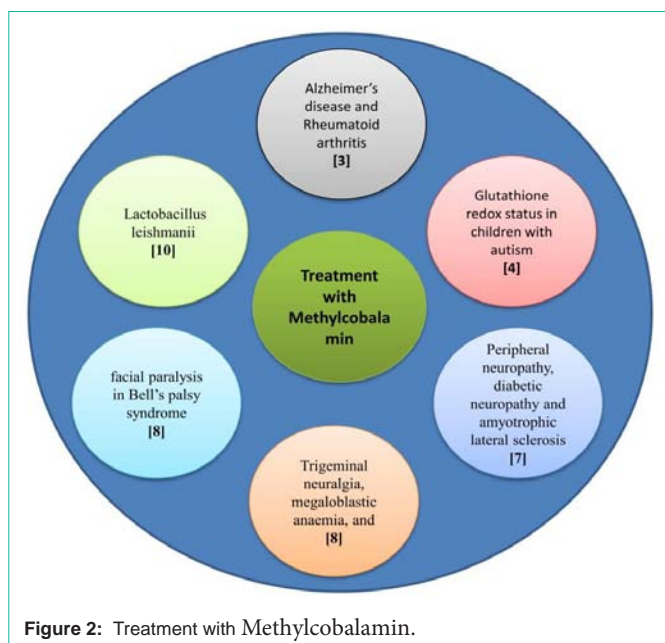 Alzheimer's
disease and
Rheumatoid
arthritis
[3]
Glutathione
redox status in
children with
autism
[4]
Peripheral
neuropathy,
diabetic
neuropathy and
amyotrophic
lateral sclerosis
[7]
Trigeminal
neuralgia,
megaloblastic
anaemia, and
[8]
facial paralysis
in Bell's palsy
syndrome
[8]
Lactobacillus
leishmanii
[10]
Treatment
with
Methylcobala
min
Figure 2: Treatment with Methylcobalamin.